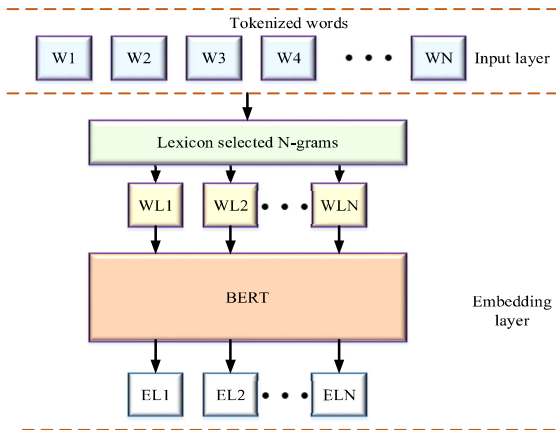 Tokenized words
W1 W2 W3 W4 • • • WN Input layer
Lexicon selected N-grams
WL1 WL2 • • • WLN
BERT
Embedding
layer
EL1 EL2 • • • ELN